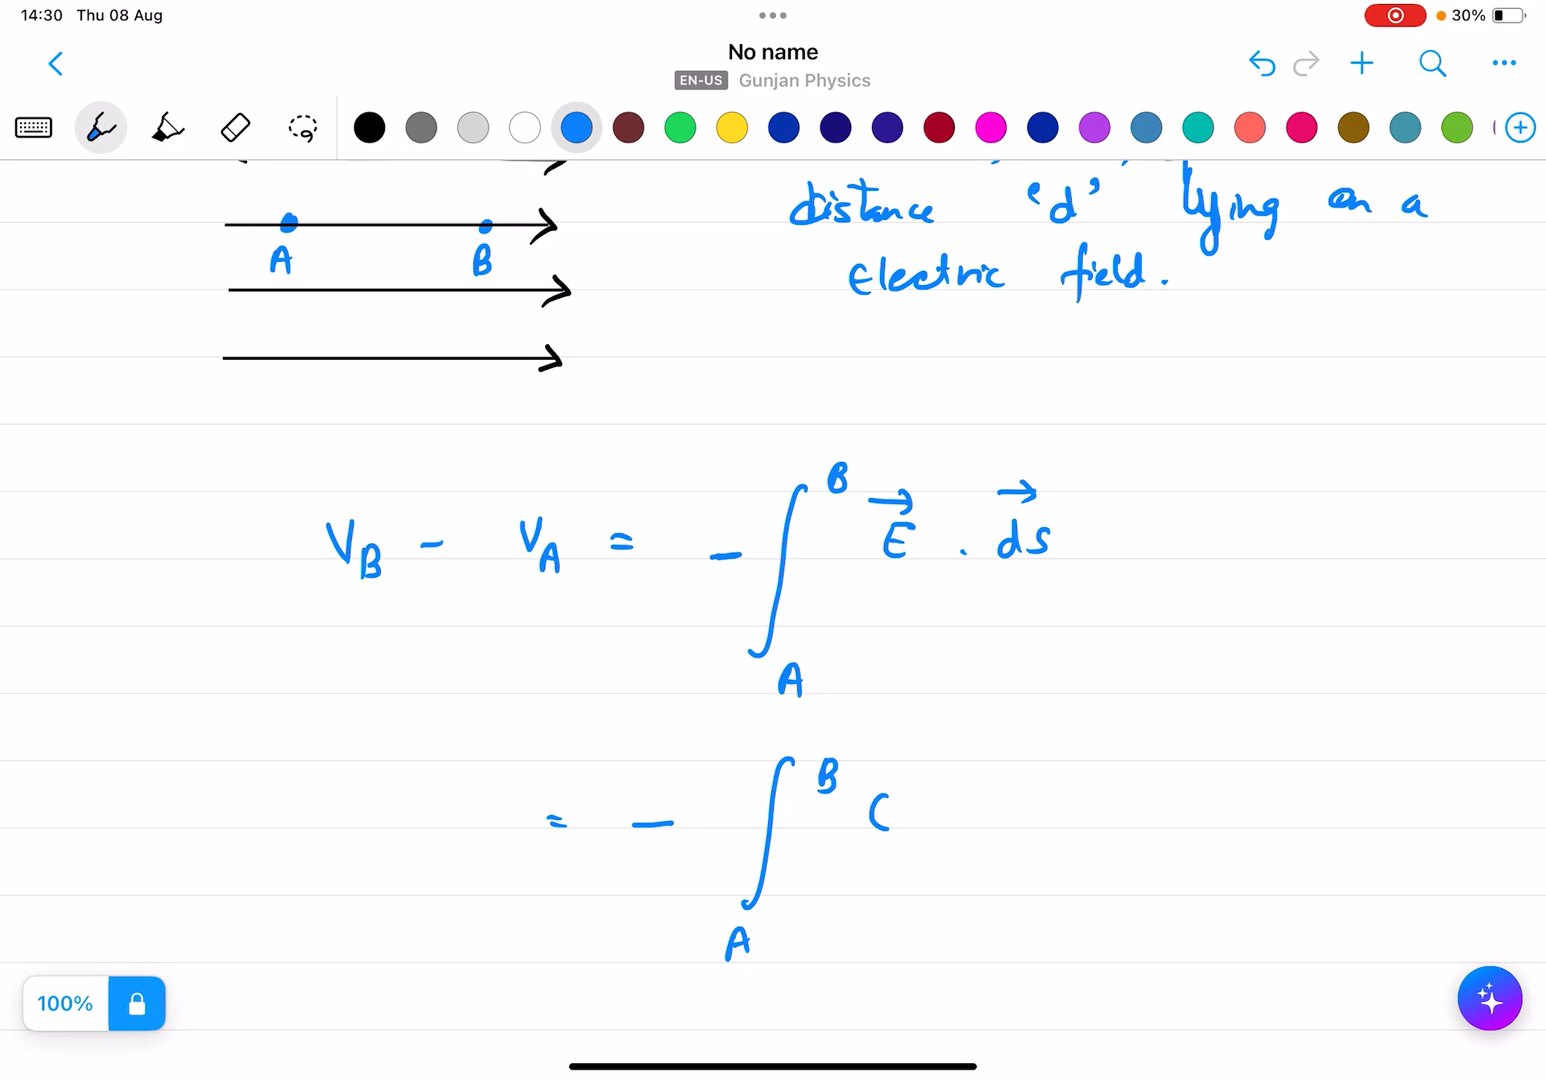 14:30 Thu 08 Aug
30%
No name
EN-US Gunjan Physics
distance 'd' lying on a
A B
electric field.
V_B - V_A = - ∫_A^B E⃗ . d⃗s
= - ∫_A^B (
100%